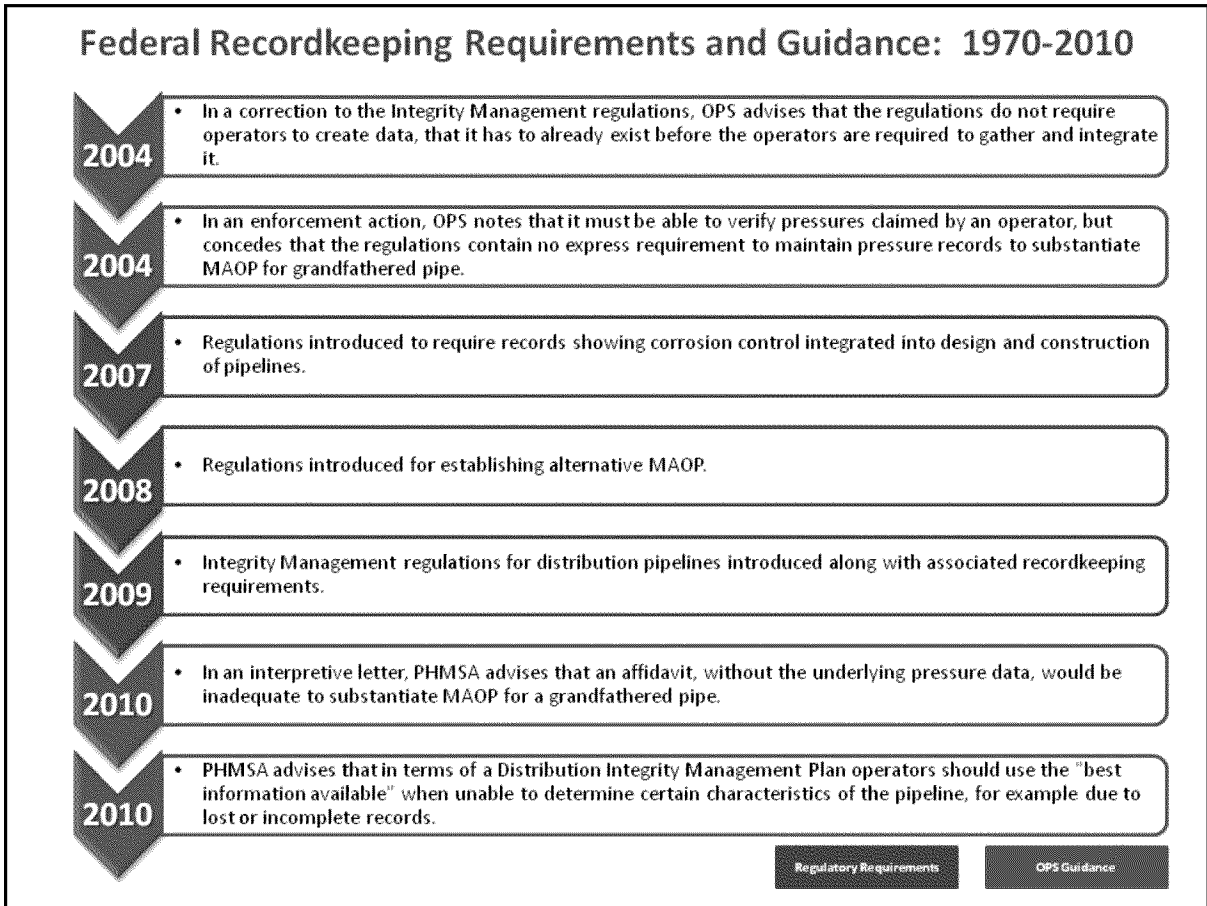 Federal Recordkeeping Requirements and Guidance: 1970-2010
2004
• In a correction to the Integrity Management regulations, OPS advises that the regulations do not require
operators to create data, that it has to already exist before the operators are required to gather and integrate
it.
2004
• In an enforcement action, OPS notes that it must be able to verify pressures claimed by an operator, but
concedes that the regulations contain no express requirement to maintain pressure records to substantiate
MAOP for grandfathered pipe.
2007
• Regulations introduced to require records showing corrosion control integrated into design and construction
of pipelines.
2008
• Regulations introduced for establishing alternative MAOP.
2009
• Integrity Management regulations for distribution pipelines introduced along with associated recordkeeping
requirements.
2010
• In an interpretive letter, PHMSA advises that an affidavit, without the underlying pressure data, would be
inadequate to substantiate MAOP for a grandfathered pipe.
2010
• PHMSA advises that in terms of a Distribution Integrity Management Plan operators should use the "best
information available" when unable to determine certain characteristics of the pipeline, for example due to
lost or incomplete records.
Regulatory Requirements
OPS Guidance